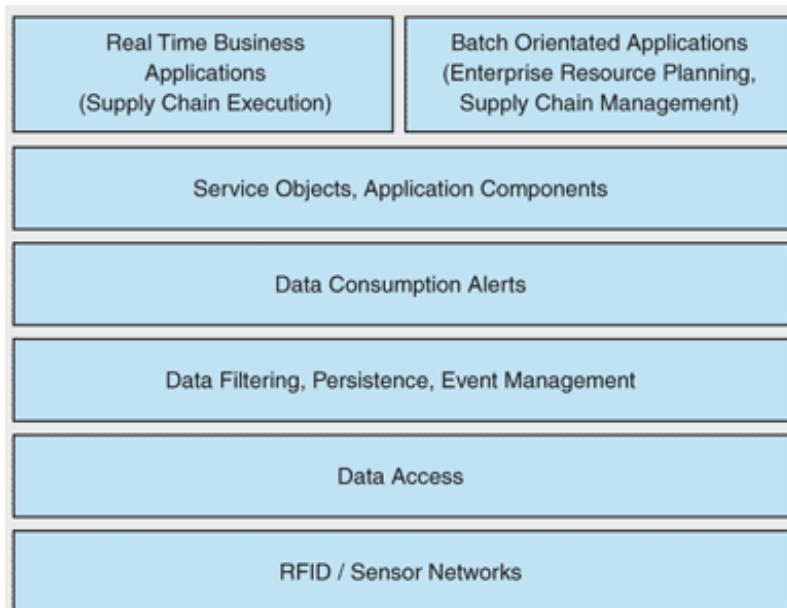 Real Time Business
Applications
(Supply Chain Execution)
Batch Orientated Applications
(Enterprise Resource Planning,
Supply Chain Management)
Service Objects, Application Components
Data Consumption Alerts
Data Filtering, Persistence, Event Management
Data Access
RFID / Sensor Networks